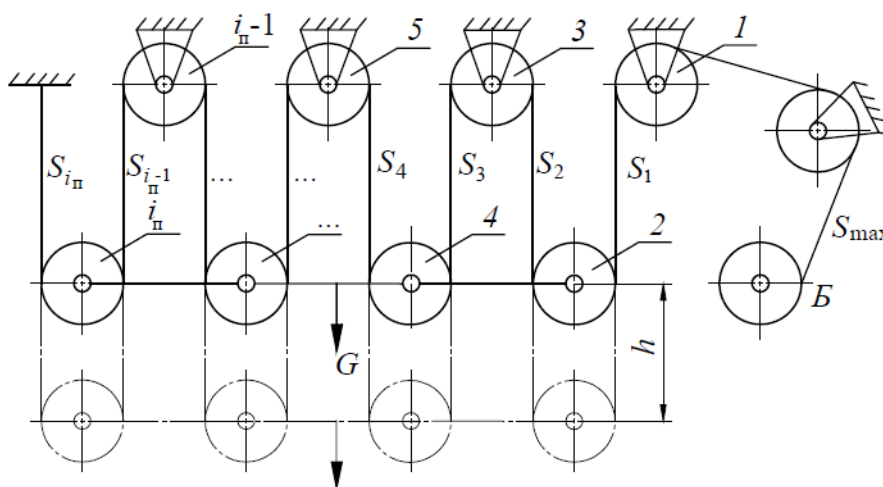 iп-1 5 3 1
Siп Siп-1 ... ... S4 S3 S2 S1
Smax
iп ... 4 2
Б
G h